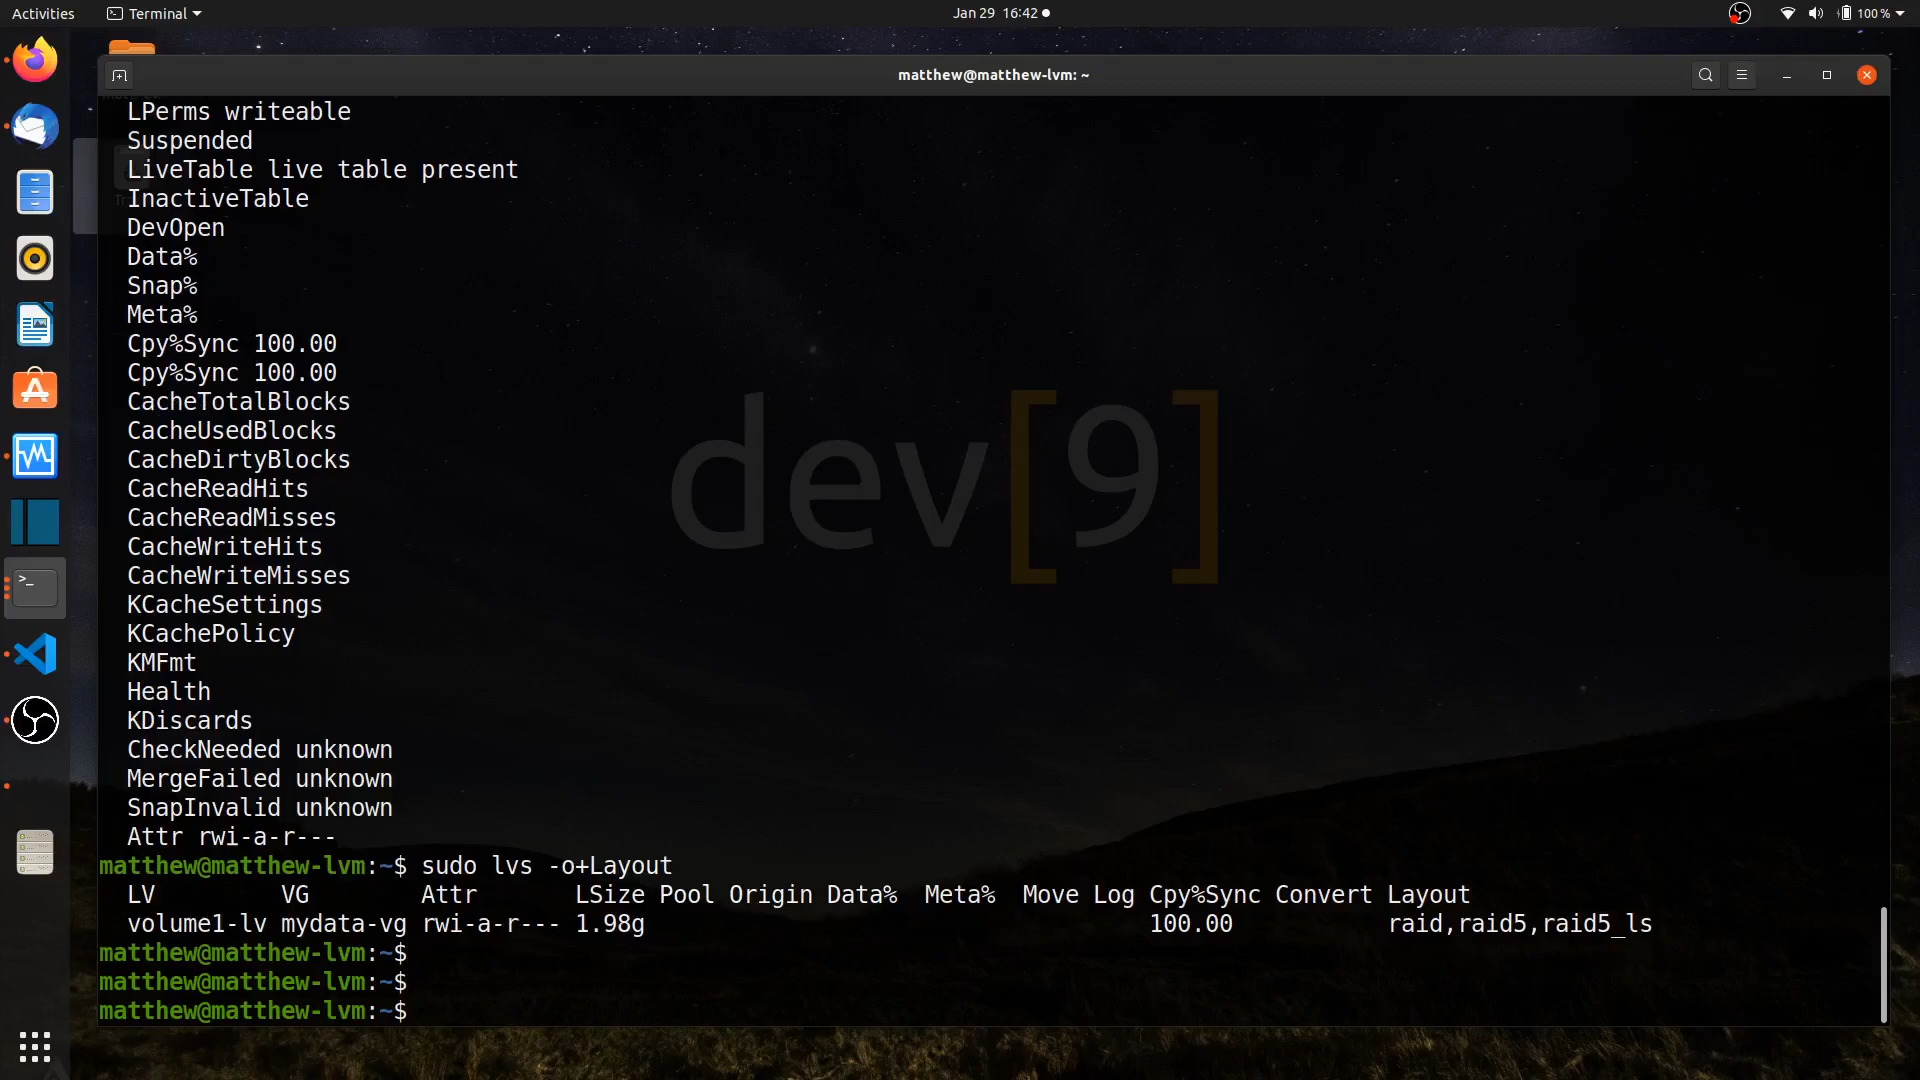 Activities Terminal Jan 29 16:42 100 %
matthew@matthew-lvm: ~
LPerms writeable
Suspended
LiveTable live table present
InactiveTable
DevOpen
Data%
Snap%
Meta%
Cpy%Sync 100.00
Cpy%Sync 100.00
CacheTotalBlocks
CacheUsedBlocks
CacheDirtyBlocks
CacheReadHits
CacheReadMisses
CacheWriteHits
CacheWriteMisses
KCacheSettings
KCachePolicy
KMFmt
Health
KDiscards
CheckNeeded unknown
MergeFailed unknown
SnapInvalid unknown
Attr rwi-a-r---
matthew@matthew-lvm:~$ sudo lvs -o+Layout
LV VG Attr LSize Pool Origin Data% Meta% Move Log Cpy%Sync Convert Layout
volume1-lv mydata-vg rwi-a-r--- 1.98g 100.00 raid,raid5,raid5_ls
matthew@matthew-lvm:~$
matthew@matthew-lvm:~$
matthew@matthew-lvm:~$
dev[9]